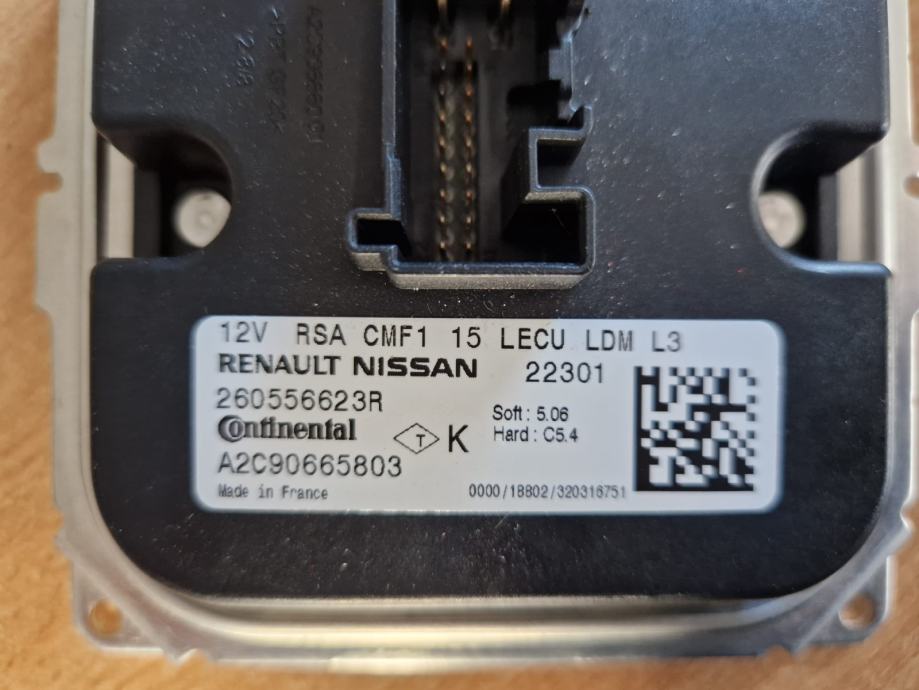 12V RSA CMF1 15 LECU LDM L3
RENAULT NISSAN 22301
260556623R
Continental
T K
Soft : 5.06
Hard : C5.4
A2C90665803
Made in France
0000/18802/320316751